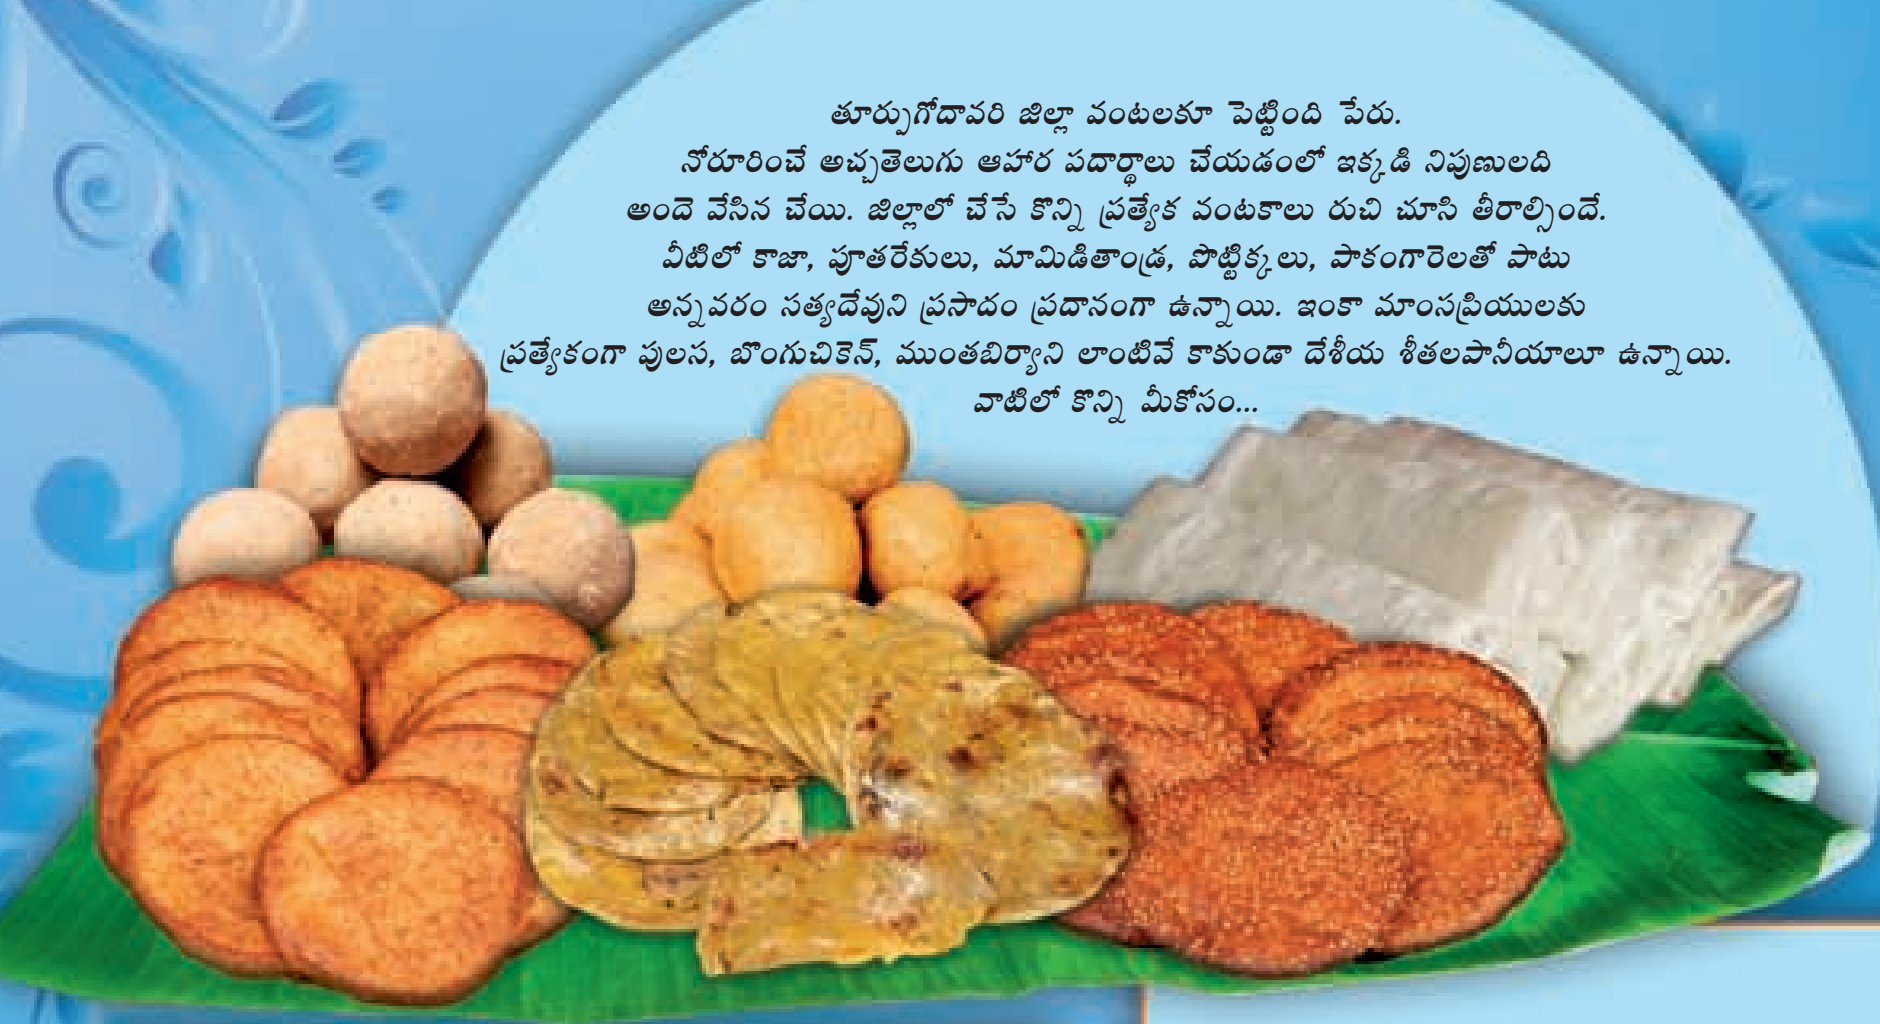 తూర్పుగోదావరి జిల్లా వంటలకూ పెట్టింది పేరు.
నోరూరించే అచ్చతెలుగు ఆహార పదార్థాలు చేయడంలో ఇక్కడి నిపుణులది
అందె వేసిన చేయి. జిల్లాలో చేసే కొన్ని ప్రత్యేక వంటకాలు రుచి చూసి తీరాల్సిందే.
వీటిలో కాజా, పూతరేకులు, మామిడితాండ్ర, పొట్టిక్కలు, పాకంగారెలతో పాటు
అన్నవరం సత్యదేవుని ప్రసాదం ప్రదానంగా ఉన్నాయి. ఇంకా మాంసప్రియులకు
ప్రత్యేకంగా పులస, బొంగుచికెన్, ముంతబిర్యాని లాంటివే కాకుండా దేశీయ శీతలపానీయాలూ ఉన్నాయి.
వాటిలో కొన్ని మీకోసం...